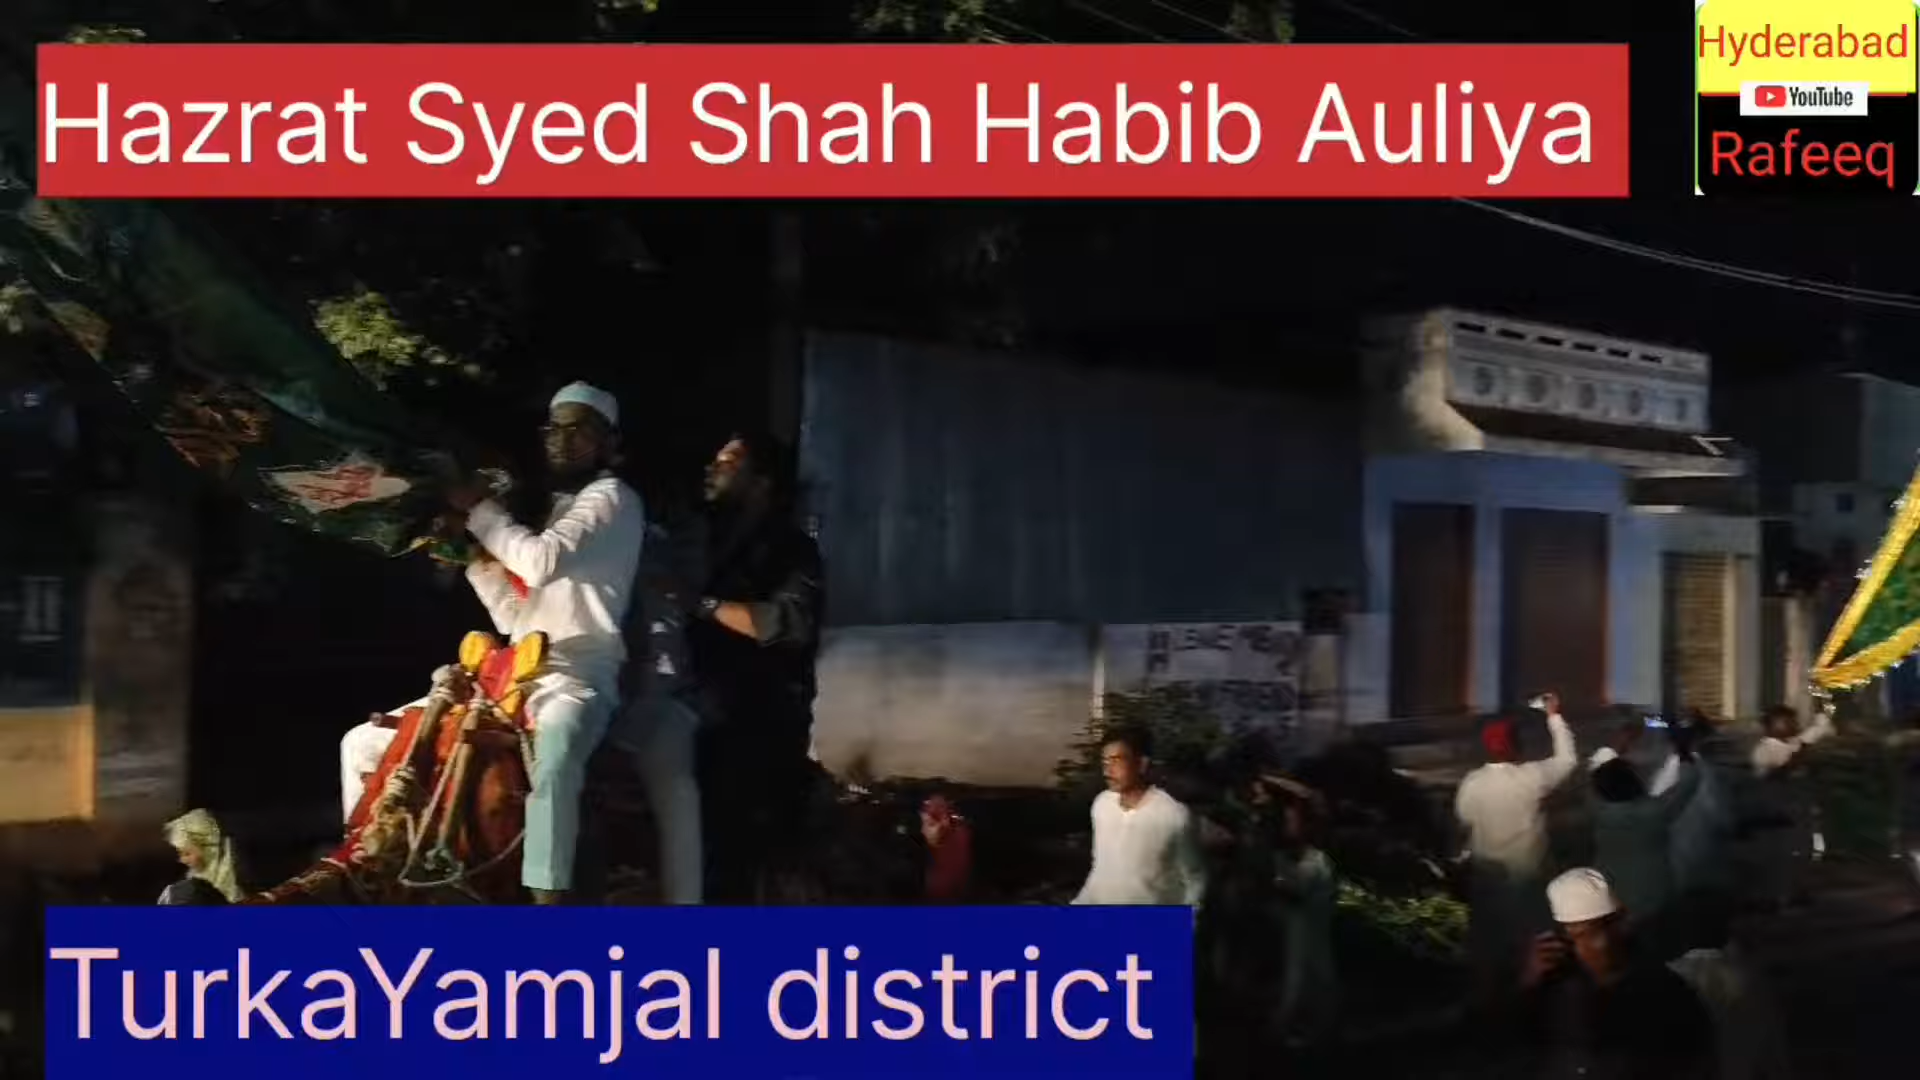 Hazrat Syed Shah Habib Auliya
Hyderabad
YouTube
Rafeeq
TurkaYamjal district